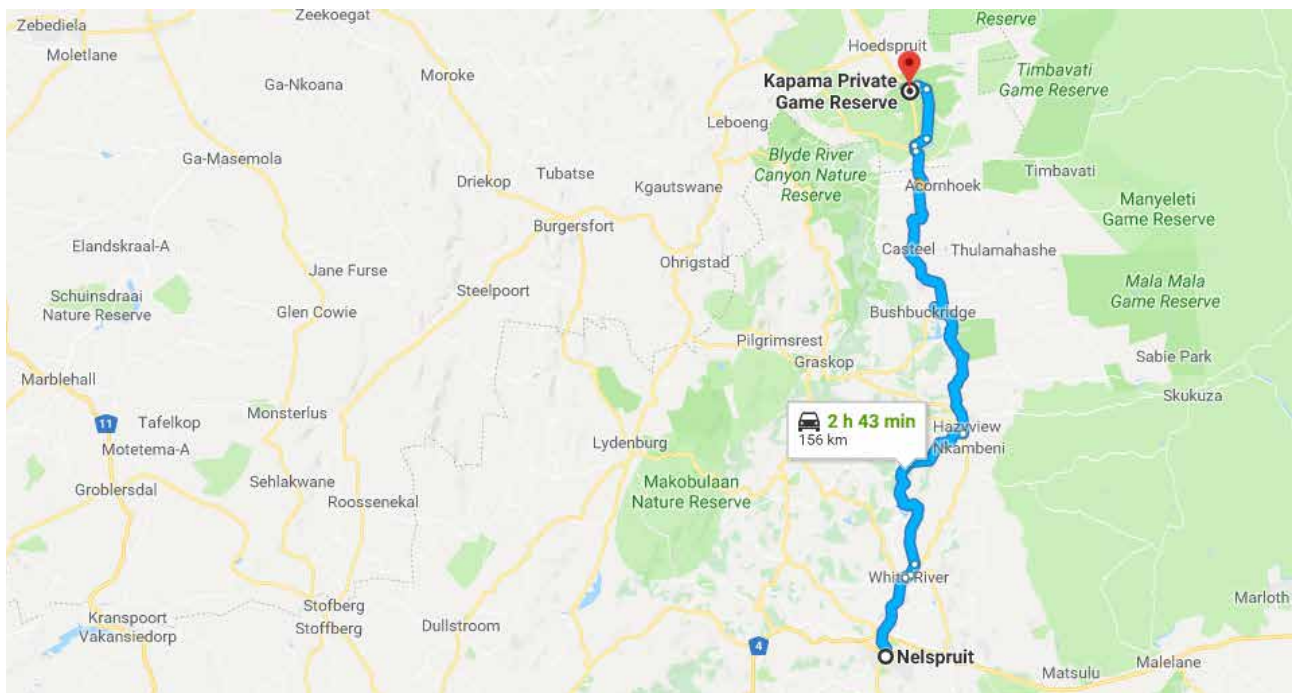 Zeekoegat
Reserve
Zebediela
Moletlane
Hoedspruit
Moroke
Timbavati
Game Reserve
Ga-Nkoana
Kapama Private
Game Reserve
Leboeng
Ga-Masemola
Blyde River
Canyon Nature
Reserve
Driekop
Tubatse
Kgautswane
Acornhoek
Timbavati
Manyeleti
Game Reserve
Burgersfort
Elandskraal-A
Casteel
Thulamahashe
Ohrigstad
Jane Furse
Mala Mala
Game Reserve
Schuinsdraai
Nature Reserve
Steelpoort
Glen Cowie
Bushbuckridge
Pilgrimsrest
Graskop
Sabie Park
Marblehall
Skukuza
Monsterlus
11
Tafelkop
2 h 43 min
156 km
Hazyview
Nkambeni
Motetema-A
Lydenburg
Sehlakwane
Makobulaan
Nature Reserve
Groblersdal
Roossenekal
White River
Marloth
Stofberg
Stoffberg
Kranspoort
Vakansiedorp
Dullstroom
4
Nelspruit
Matsulu
Malelane